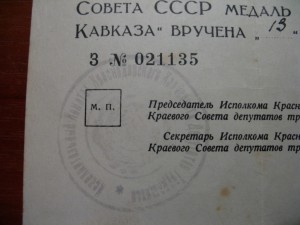 Совета СССР медаль
Кавказа“ вручена „13“
З № 021135
М. П.
Председатель Исполкома Красн
Краевого Совета депутатов тр
Секретарь Исполкома Красн
Краевого Совета депутатов тр